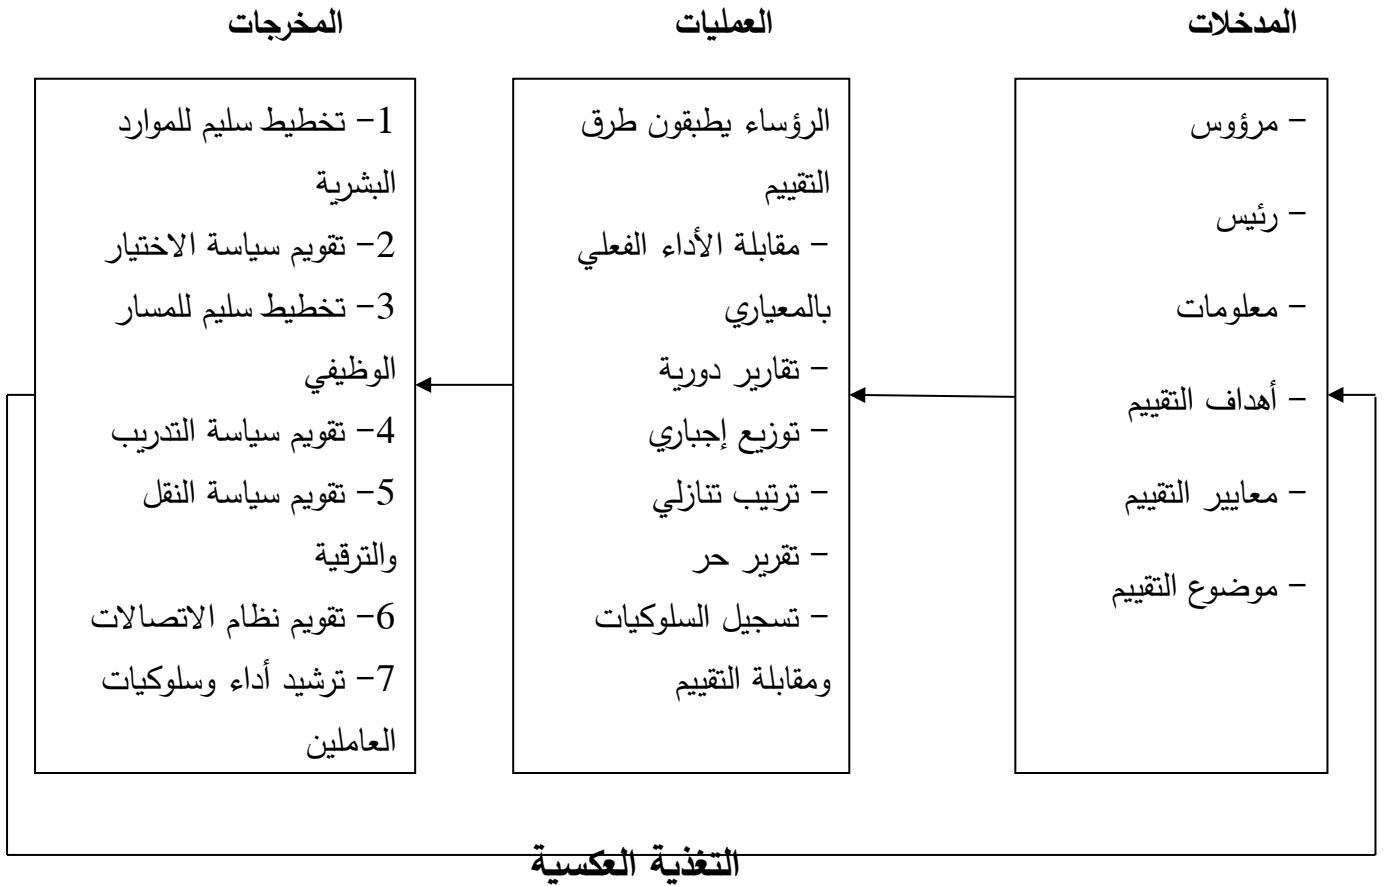 المدخلات
العمليات
المخرجات
- مرؤوس
- رئيس
- معلومات
- أهداف التقييم
- معايير التقييم
- موضوع التقييم
الرؤساء يطبقون طرق
التقييم
- مقابلة الأداء الفعلي
بالمعياري
- تقارير دورية
- توزيع إجباري
- ترتيب تنازلي
- تقرير حر
- تسجيل السلوكيات
ومقابلة التقييم
1- تخطيط سليم للموارد
البشرية
2- تقويم سياسة الاختيار
3- تخطيط سليم للمسار
الوظيفي
4- تقويم سياسة التدريب
5- تقويم سياسة النقل
والترقية
6- تقويم نظام الاتصالات
7- ترشيد أداء وسلوكيات
العاملين
التغذية العكسية